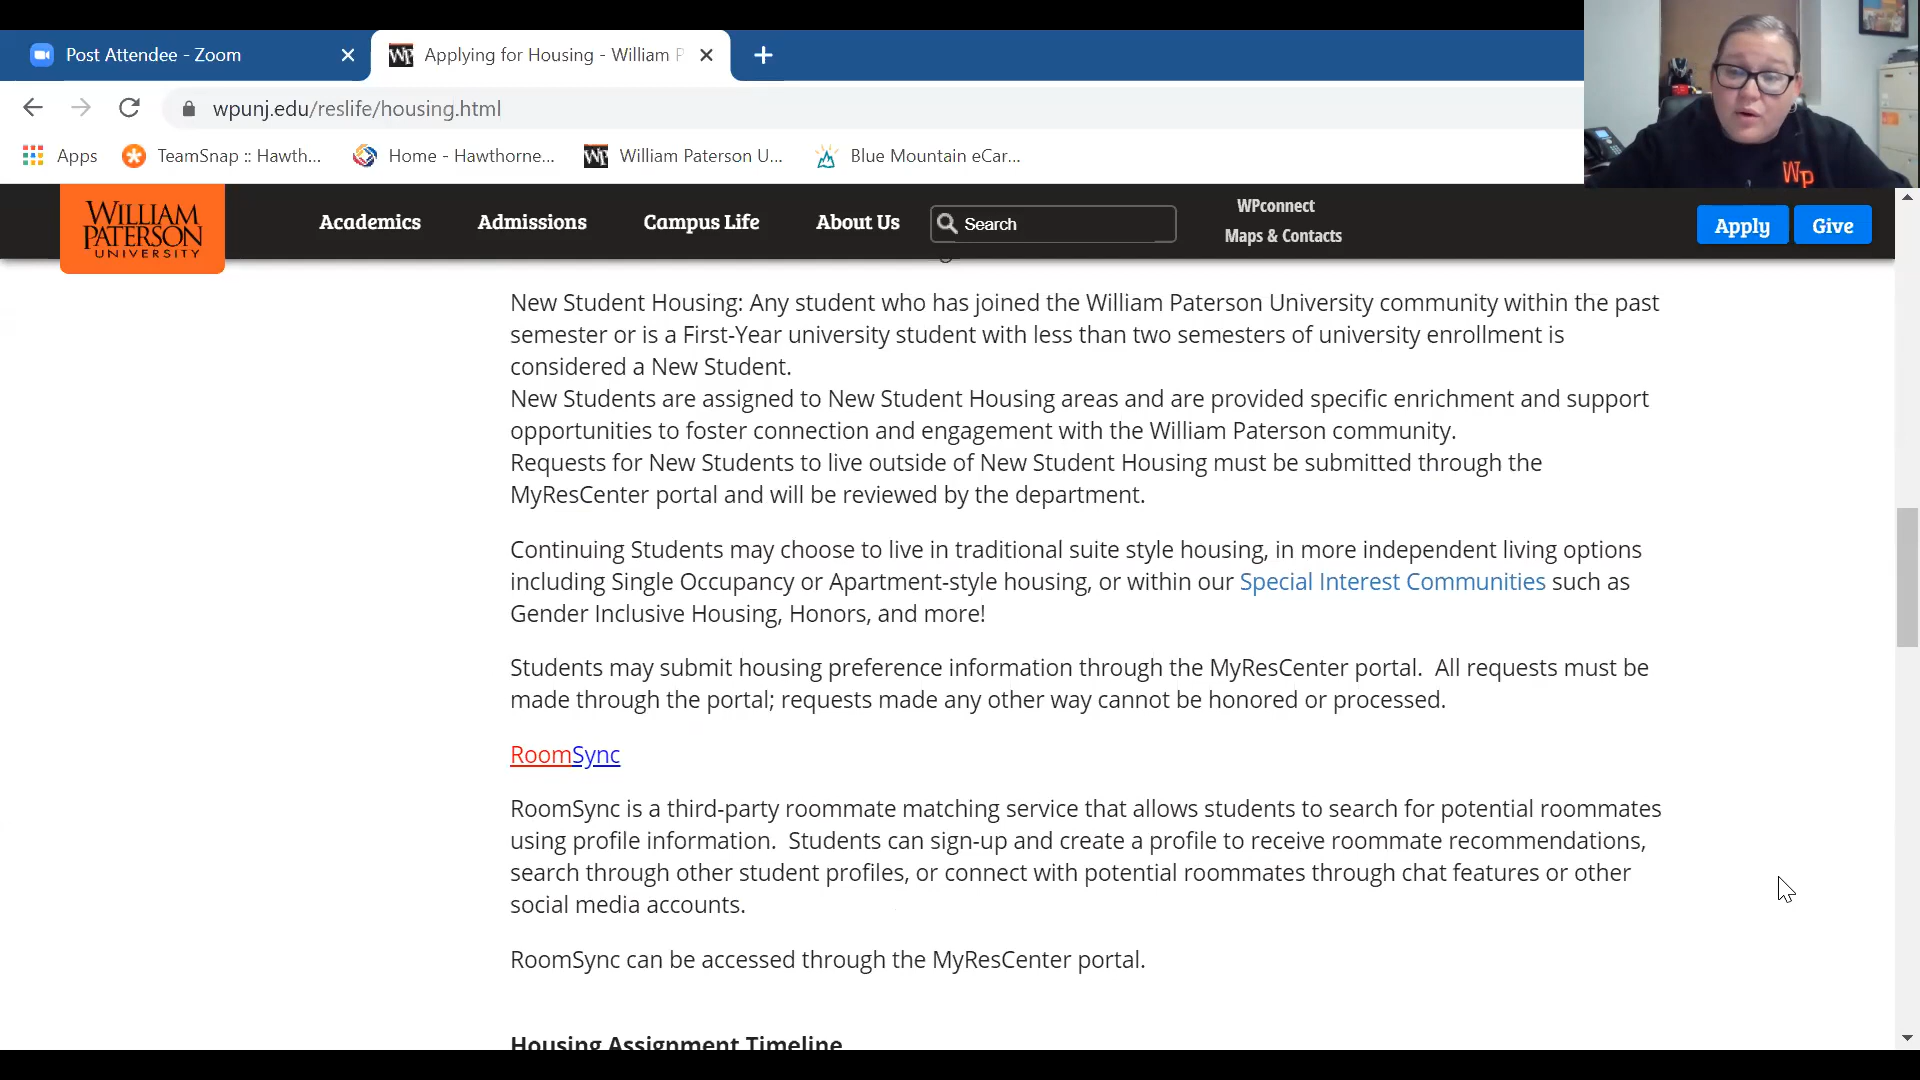 Post Attendee - Zoom
Applying for Housing - William P
wpunj.edu/reslife/housing.html
Apps
TeamSnap :: Hawth...
Home - Hawthorne...
WP
William Paterson U...
Blue Mountain eCar...
WILLIAM
PATERSON
UNIVERSITY
Academics
Admissions
Campus Life
About Us
Search
WPconnect
Maps & Contacts
Apply
Give
WP
New Student Housing: Any student who has joined the William Paterson University community within the past
semester or is a First-Year university student with less than two semesters of university enrollment is
considered a New Student.
New Students are assigned to New Student Housing areas and are provided specific enrichment and support
opportunities to foster connection and engagement with the William Paterson community.
Requests for New Students to live outside of New Student Housing must be submitted through the
MyResCenter portal and will be reviewed by the department.
Continuing Students may choose to live in traditional suite style housing, in more independent living options
including Single Occupancy or Apartment-style housing, or within our Special Interest Communities such as
Gender Inclusive Housing, Honors, and more!
Students may submit housing preference information through the MyResCenter portal.  All requests must be
made through the portal; requests made any other way cannot be honored or processed.
RoomSync
RoomSync is a third-party roommate matching service that allows students to search for potential roommates
using profile information.  Students can sign-up and create a profile to receive roommate recommendations,
search through other student profiles, or connect with potential roommates through chat features or other
social media accounts.
RoomSync can be accessed through the MyResCenter portal.
Housing Assignment Timeline